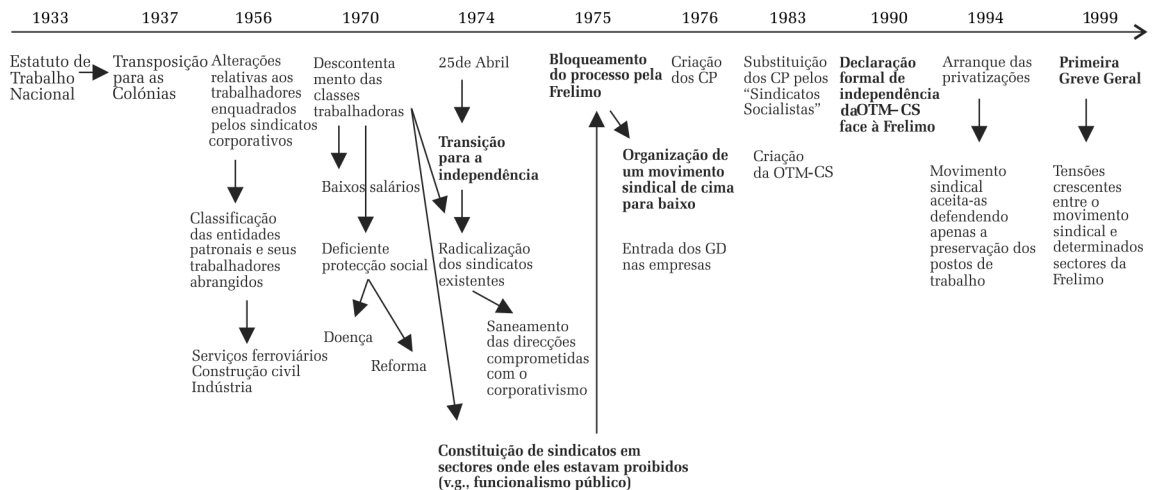 1933 1937 1956 1970 1974 1975 1976 1983 1990 1994 1999
Estatuto de
Trabalho
Nacional
Transposição
para as
Colónias
Alterações
relativas aos
trabalhadores
enquadrados
pelos sindicatos
corporativos
Classificação
das entidades
patronais e seus
trabalhadores
abrangidos
Serviços ferroviários
Construção civil
Indústria
Descontenta
mento das
classes
trabalhadoras
Baixos salários
Deficiente
protecção social
Doença
Reforma
25de Abril
Transição
para a
independência
Radicalização
dos sindicatos
existentes
Saneamento
das direcções
comprometidas
com o
corporativismo
Constituição de sindicatos em
sectores onde eles estavam proibidos
(v.g., funcionalismo público)
Bloqueamento
do processo pela
Frelimo
Organização de
um movimento
sindical de cima
para baixo
Entrada dos GD
nas empresas
Criação
dos CP
Substituição
dos CP pelos
“Sindicatos
Socialistas”
Criação
da OTM-CS
Declaração
formal de
independência
daOTM–CS
face à Frelimo
Arranque das
privatizações
Movimento
sindical
aceita-as
defendendo
apenas a
preservação dos
postos de
trabalho
Primeira
Greve Geral
Tensões
crescentes
entre o
movimento
sindical e
determinados
sectores da
Frelimo